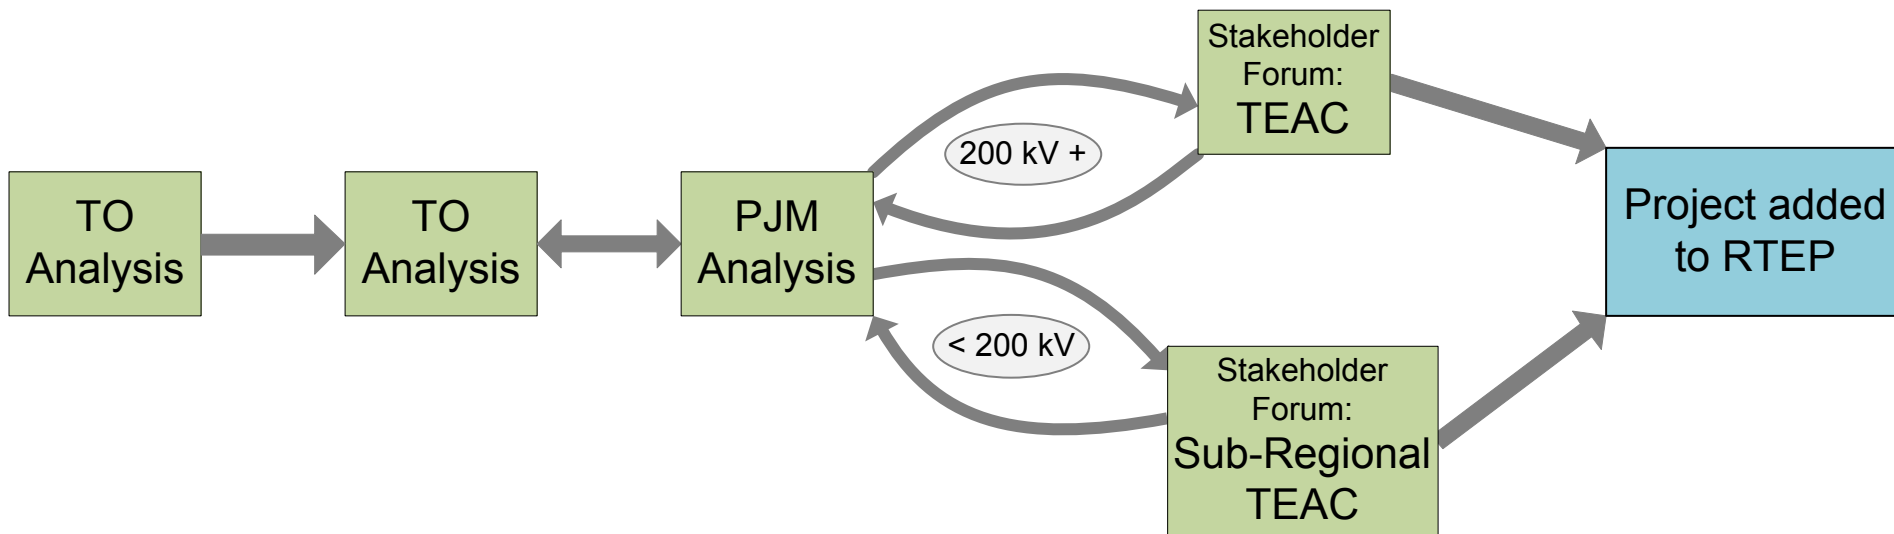 TO
Analysis
TO
Analysis
PJM
Analysis
200 kV +
< 200 kV
Stakeholder
Forum:
TEAC
Stakeholder
Forum:
Sub-Regional
TEAC
Project added
to RTEP